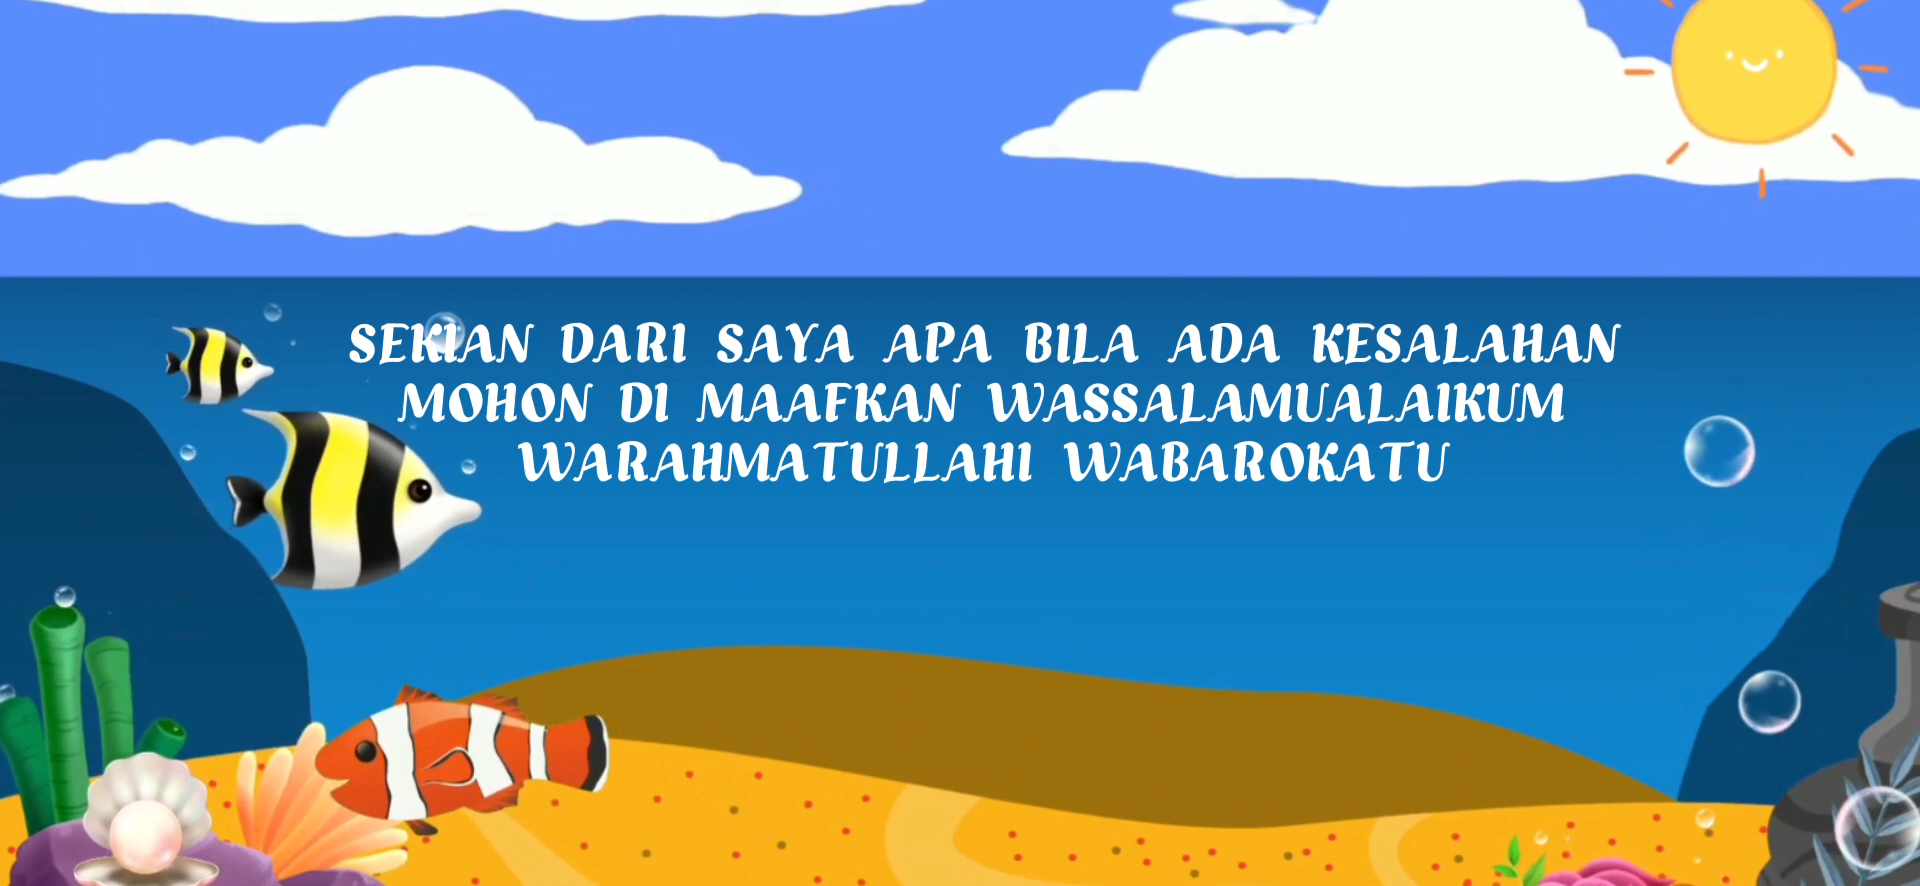 SEKIAN DARI SAYA APA BILA ADA KESALAHAN
MOHON DI MAAFKAN WASSALAMUALAIKUM
WARAHMATULLAHI WABAROKATU